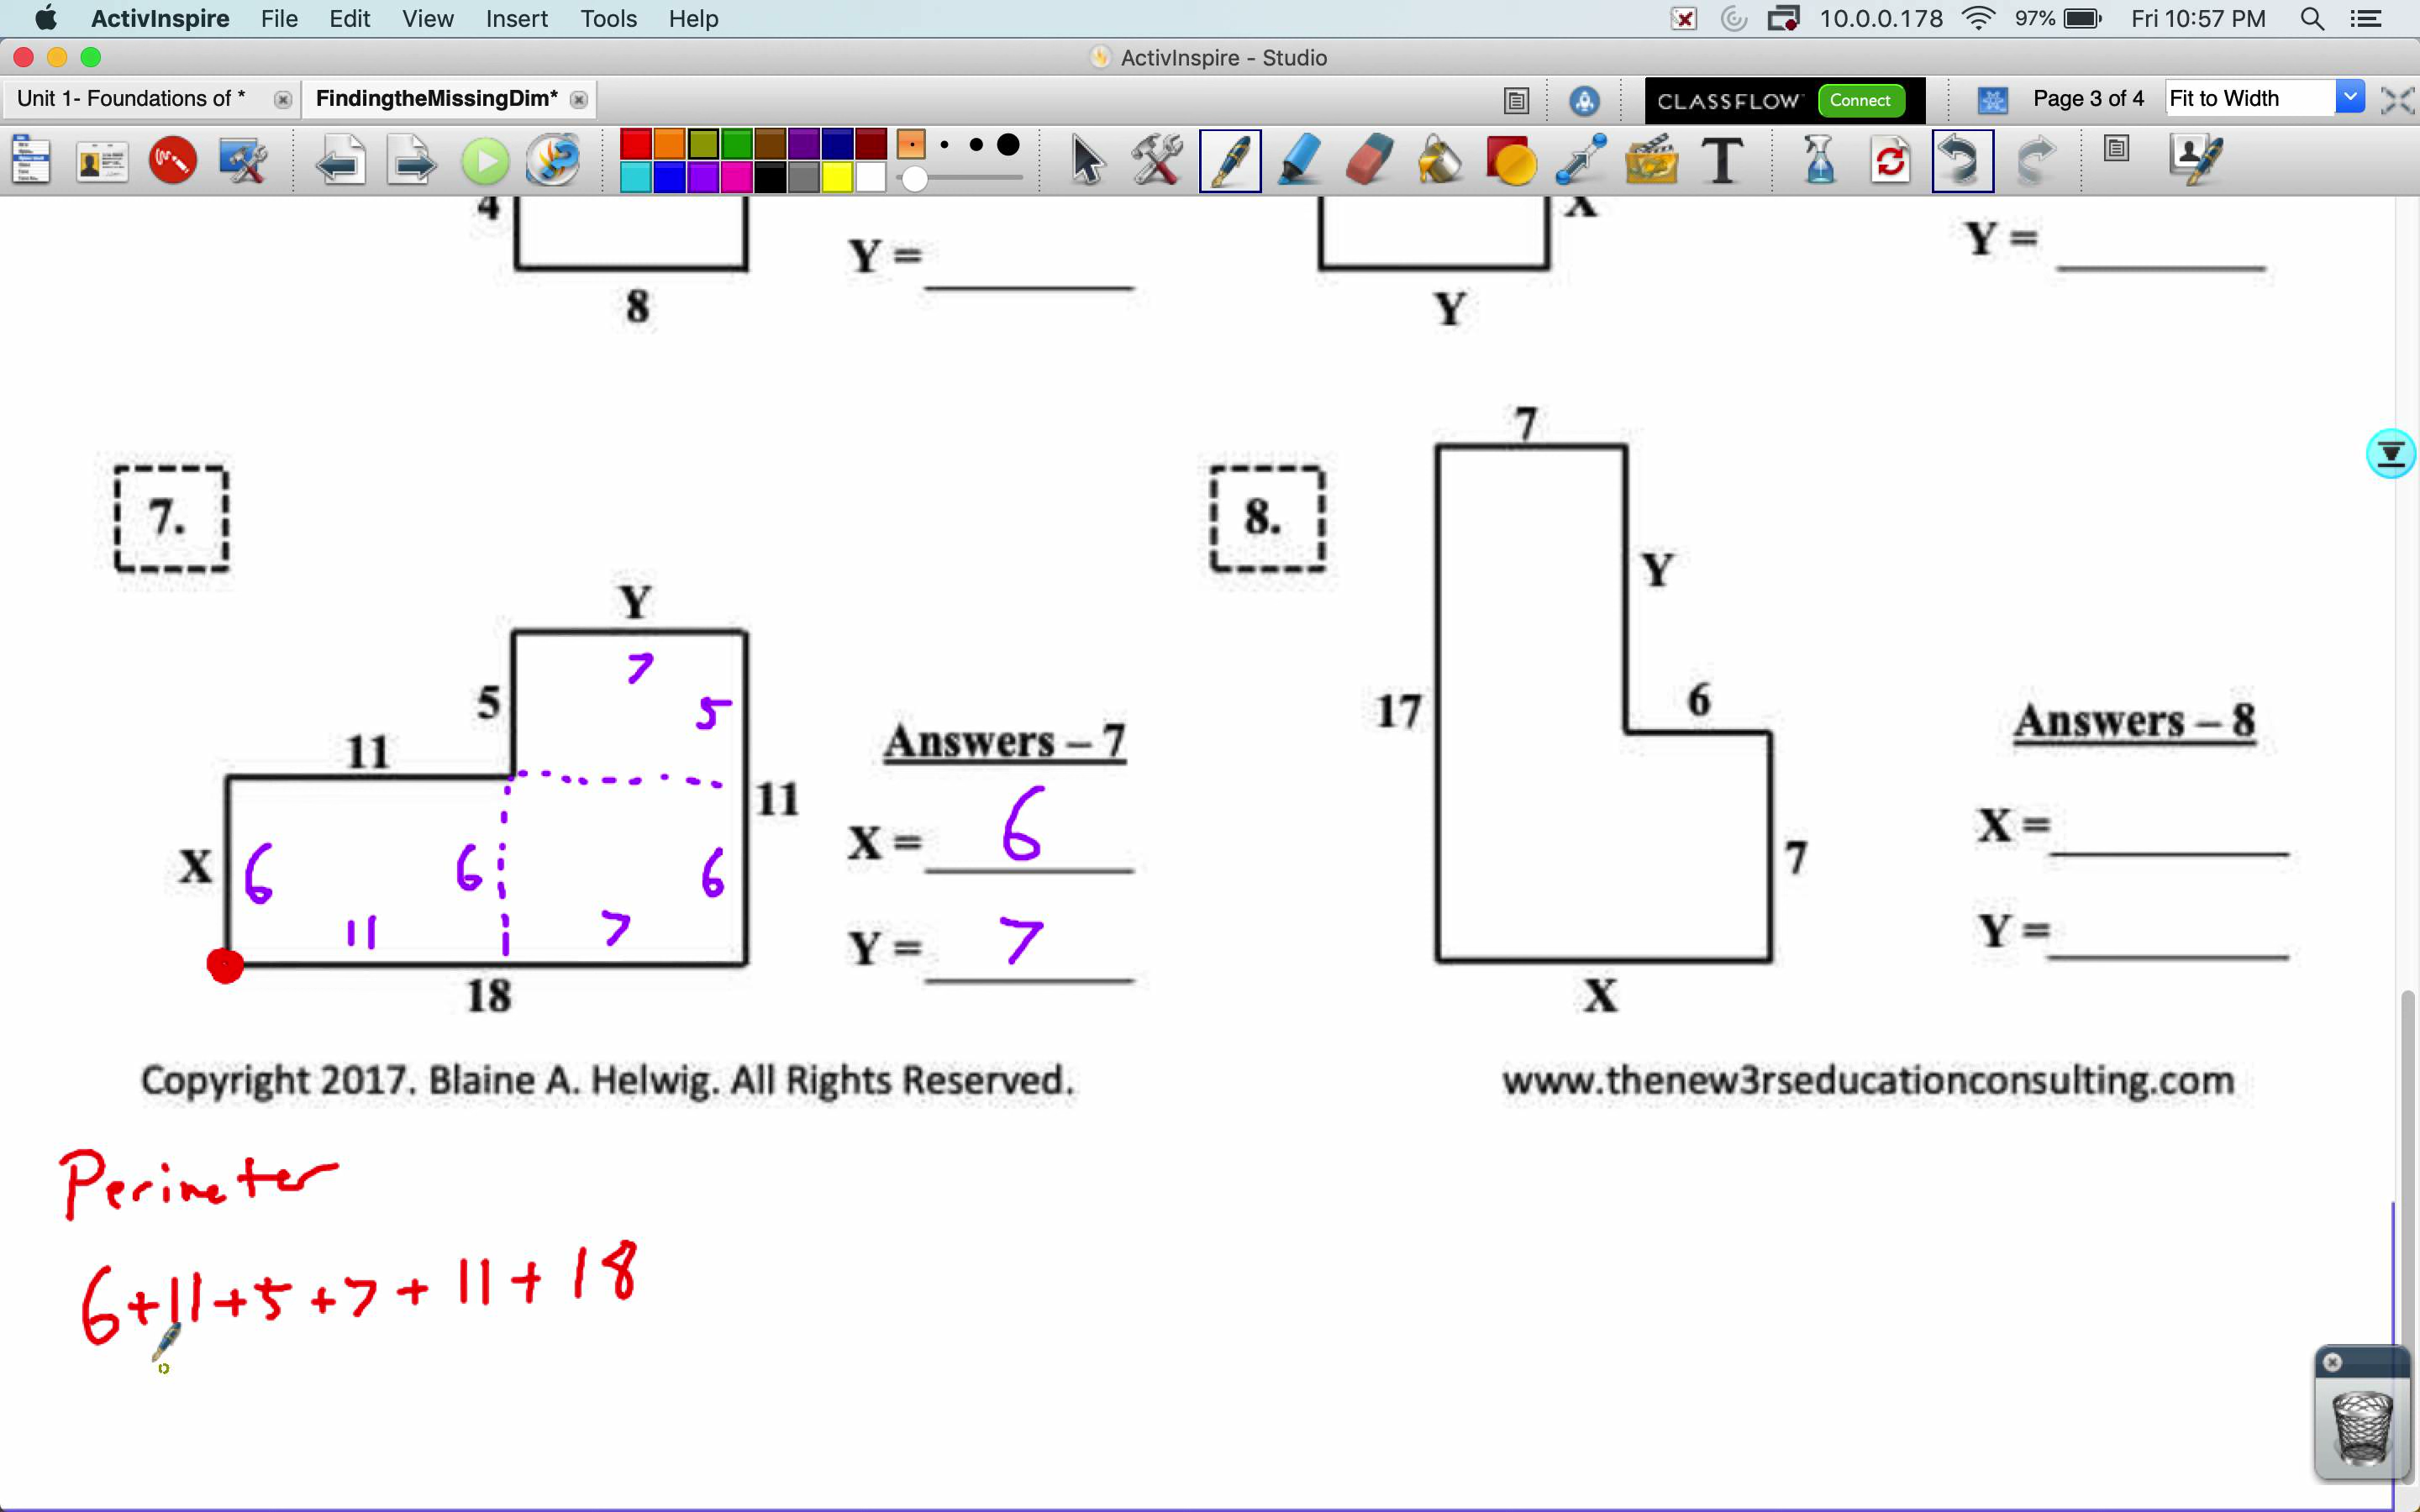 ActivInspire File Edit View Insert Tools Help 10.0.0.178 97% Fri 10:57 PM
ActivInspire - Studio
Unit 1- Foundations of * FindingtheMissingDim* CLASSFLOW Connect Page 3 of 4 Fit to Width
T
4 X
Y = Y =
8 Y
7
7. 8.
Y
7
Y
5 5
11
17
6
Answers – 7
Answers – 8
11
X = 6
X =
X 6 6 6
7
11 7
Y = 7
Y =
18
X
Copyright 2017. Blaine A. Helwig. All Rights Reserved. www.thenew3rseducationconsulting.com
Perimeter
6+11+5+7+11+18